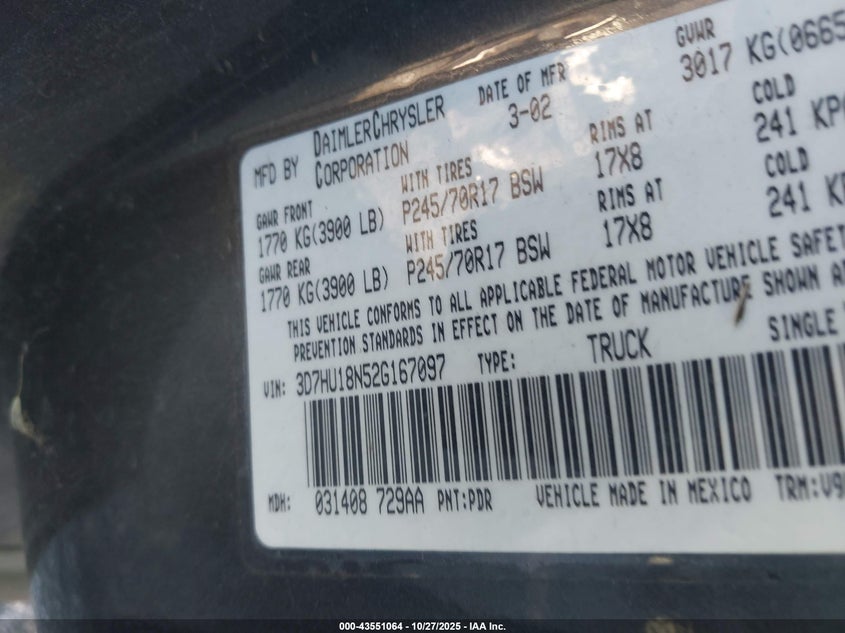 MFD BY DAIMLERCHRYSLER CORPORATION
DATE OF MFR 3-02
GVWR 3017 KG(0665
GAWR FRONT 1770 KG(3900 LB)
WITH TIRES P245/70R17 BSW
RIMS AT 17X8
COLD 241
GAWR REAR 1770 KG(3900 LB)
WITH TIRES P245/70R17 BSW
RIMS AT 17X8
COLD 241
THIS VEHICLE CONFORMS TO ALL APPLICABLE FEDERAL MOTOR VEHICLE
PREVENTION STANDARDS IN EFFECT ON THE DATE OF MANUFACTURE SHOWN
VIN: 3D7HU18N52G167097 TYPE: TRUCK SINGLE
MDH: 031408 729AA PNT:PDR VEHICLE MADE IN MEXICO TRM:V9
000-43551064 - 10/27/2025 - IAA Inc.